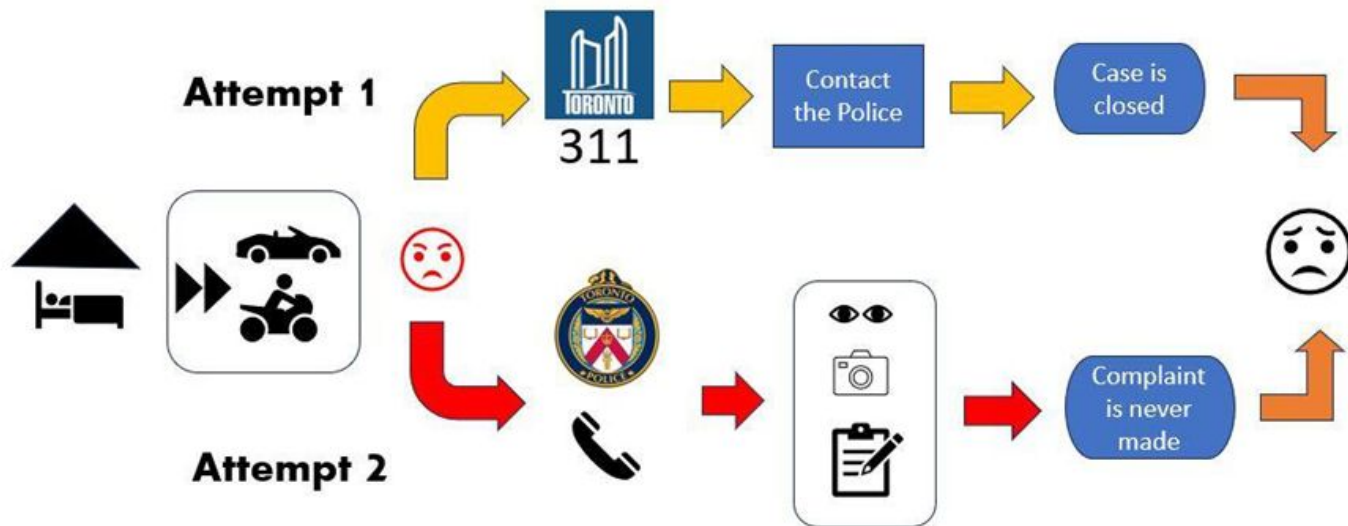 Attempt 1
TORONTO
311
Contact
the Police
Case is
closed
TORONTO
POLICE
Complaint
is never
made
Attempt 2